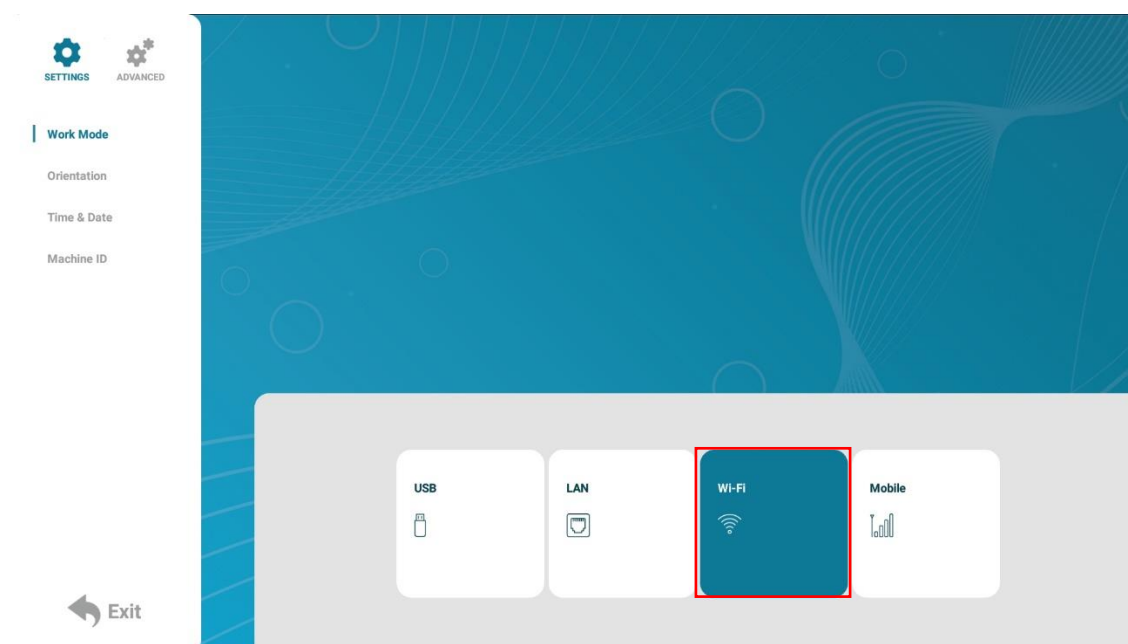 SETTINGS ADVANCED
Work Mode
Orientation
Time & Date
Machine ID
USB LAN Wi-Fi Mobile
Exit